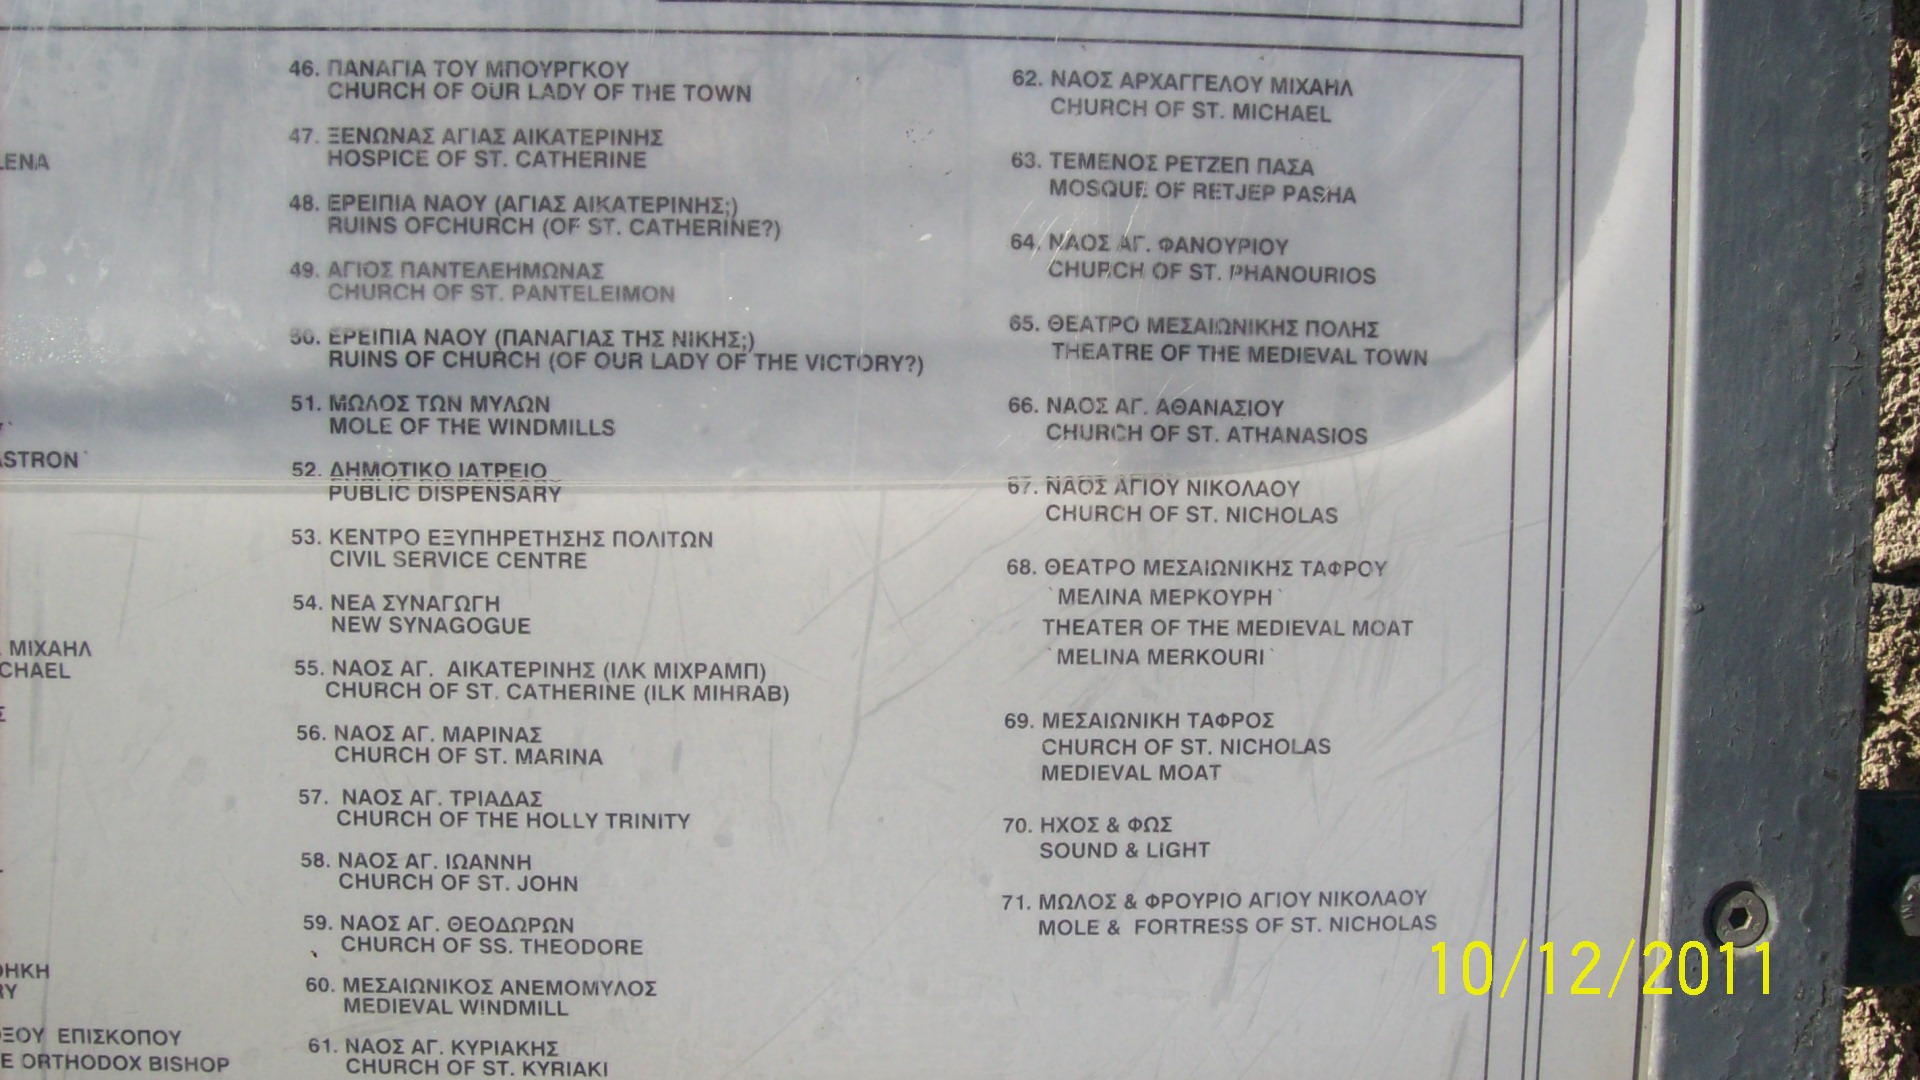 LENA
ASTRON`
ΜΙΧΑΗΛ
CHAEL
Σ
ΘΗΚΗ
RY
ΞΟΥ ΕΠΙΣΚΟΠΟΥ
E ORTHODOX BISHOP
46. ΠΑΝΑΓΙΑ ΤΟΥ ΜΠΟΥΡΓΚΟΥ
CHURCH OF OUR LADY OF THE TOWN
47. ΞΕΝΩΝΑΣ ΑΓΙΑΣ ΑΙΚΑΤΕΡΙΝΗΣ
HOSPICE OF ST. CATHERINE
48. ΕΡΕΙΠΙΑ ΝΑΟΥ (ΑΓΙΑΣ ΑΙΚΑΤΕΡΙΝΗΣ;)
RUINS OFCHURCH (OF ST. CATHERINE?)
49. ΑΓΙΟΣ ΠΑΝΤΕΛΕΗΜΩΝΑΣ
CHURCH OF ST. PANTELEIMON
50. ΕΡΕΙΠΙΑ ΝΑΟΥ (ΠΑΝΑΓΙΑΣ ΤΗΣ ΝΙΚΗΣ;)
RUINS OF CHURCH (OF OUR LADY OF THE VICTORY?)
51. ΜΩΛΟΣ ΤΩΝ ΜΥΛΩΝ
MOLE OF THE WINDMILLS
52. ΔΗΜΟΤΙΚΟ ΙΑΤΡΕΙΟ
PUBLIC DISPENSARY
53. ΚΕΝΤΡΟ ΕΞΥΠΗΡΕΤΗΣΗΣ ΠΟΛΙΤΩΝ
CIVIL SERVICE CENTRE
54. ΝΕΑ ΣΥΝΑΓΩΓΗ
NEW SYNAGOGUE
55. ΝΑΟΣ ΑΓ. ΑΙΚΑΤΕΡΙΝΗΣ (ΙΛΚ ΜΙΧΡΑΜΠ)
CHURCH OF ST. CATHERINE (ILK MIHRAB)
56. ΝΑΟΣ ΑΓ. ΜΑΡΙΝΑΣ
CHURCH OF ST. MARINA
57. ΝΑΟΣ ΑΓ. ΤΡΙΑΔΑΣ
CHURCH OF THE HOLLY TRINITY
58. ΝΑΟΣ ΑΓ. ΙΩΑΝΝΗ
CHURCH OF ST. JOHN
59. ΝΑΟΣ ΑΓ. ΘΕΟΔΩΡΩΝ
CHURCH OF SS. THEODORE
60. ΜΕΣΑΙΩΝΙΚΟΣ ΑΝΕΜΟΜΥΛΟΣ
MEDIEVAL WINDMILL
61. ΝΑΟΣ ΑΓ. ΚΥΡΙΑΚΗΣ
CHURCH OF ST. KYRIAKI
62. ΝΑΟΣ ΑΡΧΑΓΓΕΛΟΥ ΜΙΧΑΗΛ
CHURCH OF ST. MICHAEL
63. ΤΕΜΕΝΟΣ ΡΕΤΖΕΠ ΠΑΣΑ
MOSQUE OF RETJEP PASHA
64. ΝΑΟΣ ΑΓ. ΦΑΝΟΥΡΙΟΥ
CHURCH OF ST. PHANOURIOS
65. ΘΕΑΤΡΟ ΜΕΣΑΙΩΝΙΚΗΣ ΠΟΛΗΣ
THEATRE OF THE MEDIEVAL TOWN
66. ΝΑΟΣ ΑΓ. ΑΘΑΝΑΣΙΟΥ
CHURCH OF ST. ATHANASIOS
67. ΝΑΟΣ ΑΓΙΟΥ ΝΙΚΟΛΑΟΥ
CHURCH OF ST. NICHOLAS
68. ΘΕΑΤΡΟ ΜΕΣΑΙΩΝΙΚΗΣ ΤΑΦΡΟΥ
`ΜΕΛΙΝΑ ΜΕΡΚΟΥΡΗ`
THEATER OF THE MEDIEVAL MOAT
`MELINA MERKOURI`
69. ΜΕΣΑΙΩΝΙΚΗ ΤΑΦΡΟΣ
CHURCH OF ST. NICHOLAS
MEDIEVAL MOAT
70. ΗΧΟΣ & ΦΩΣ
SOUND & LIGHT
71. ΜΩΛΟΣ & ΦΡΟΥΡΙΟ ΑΓΙΟΥ ΝΙΚΟΛΑΟΥ
MOLE & FORTRESS OF ST. NICHOLAS
10/12/2011